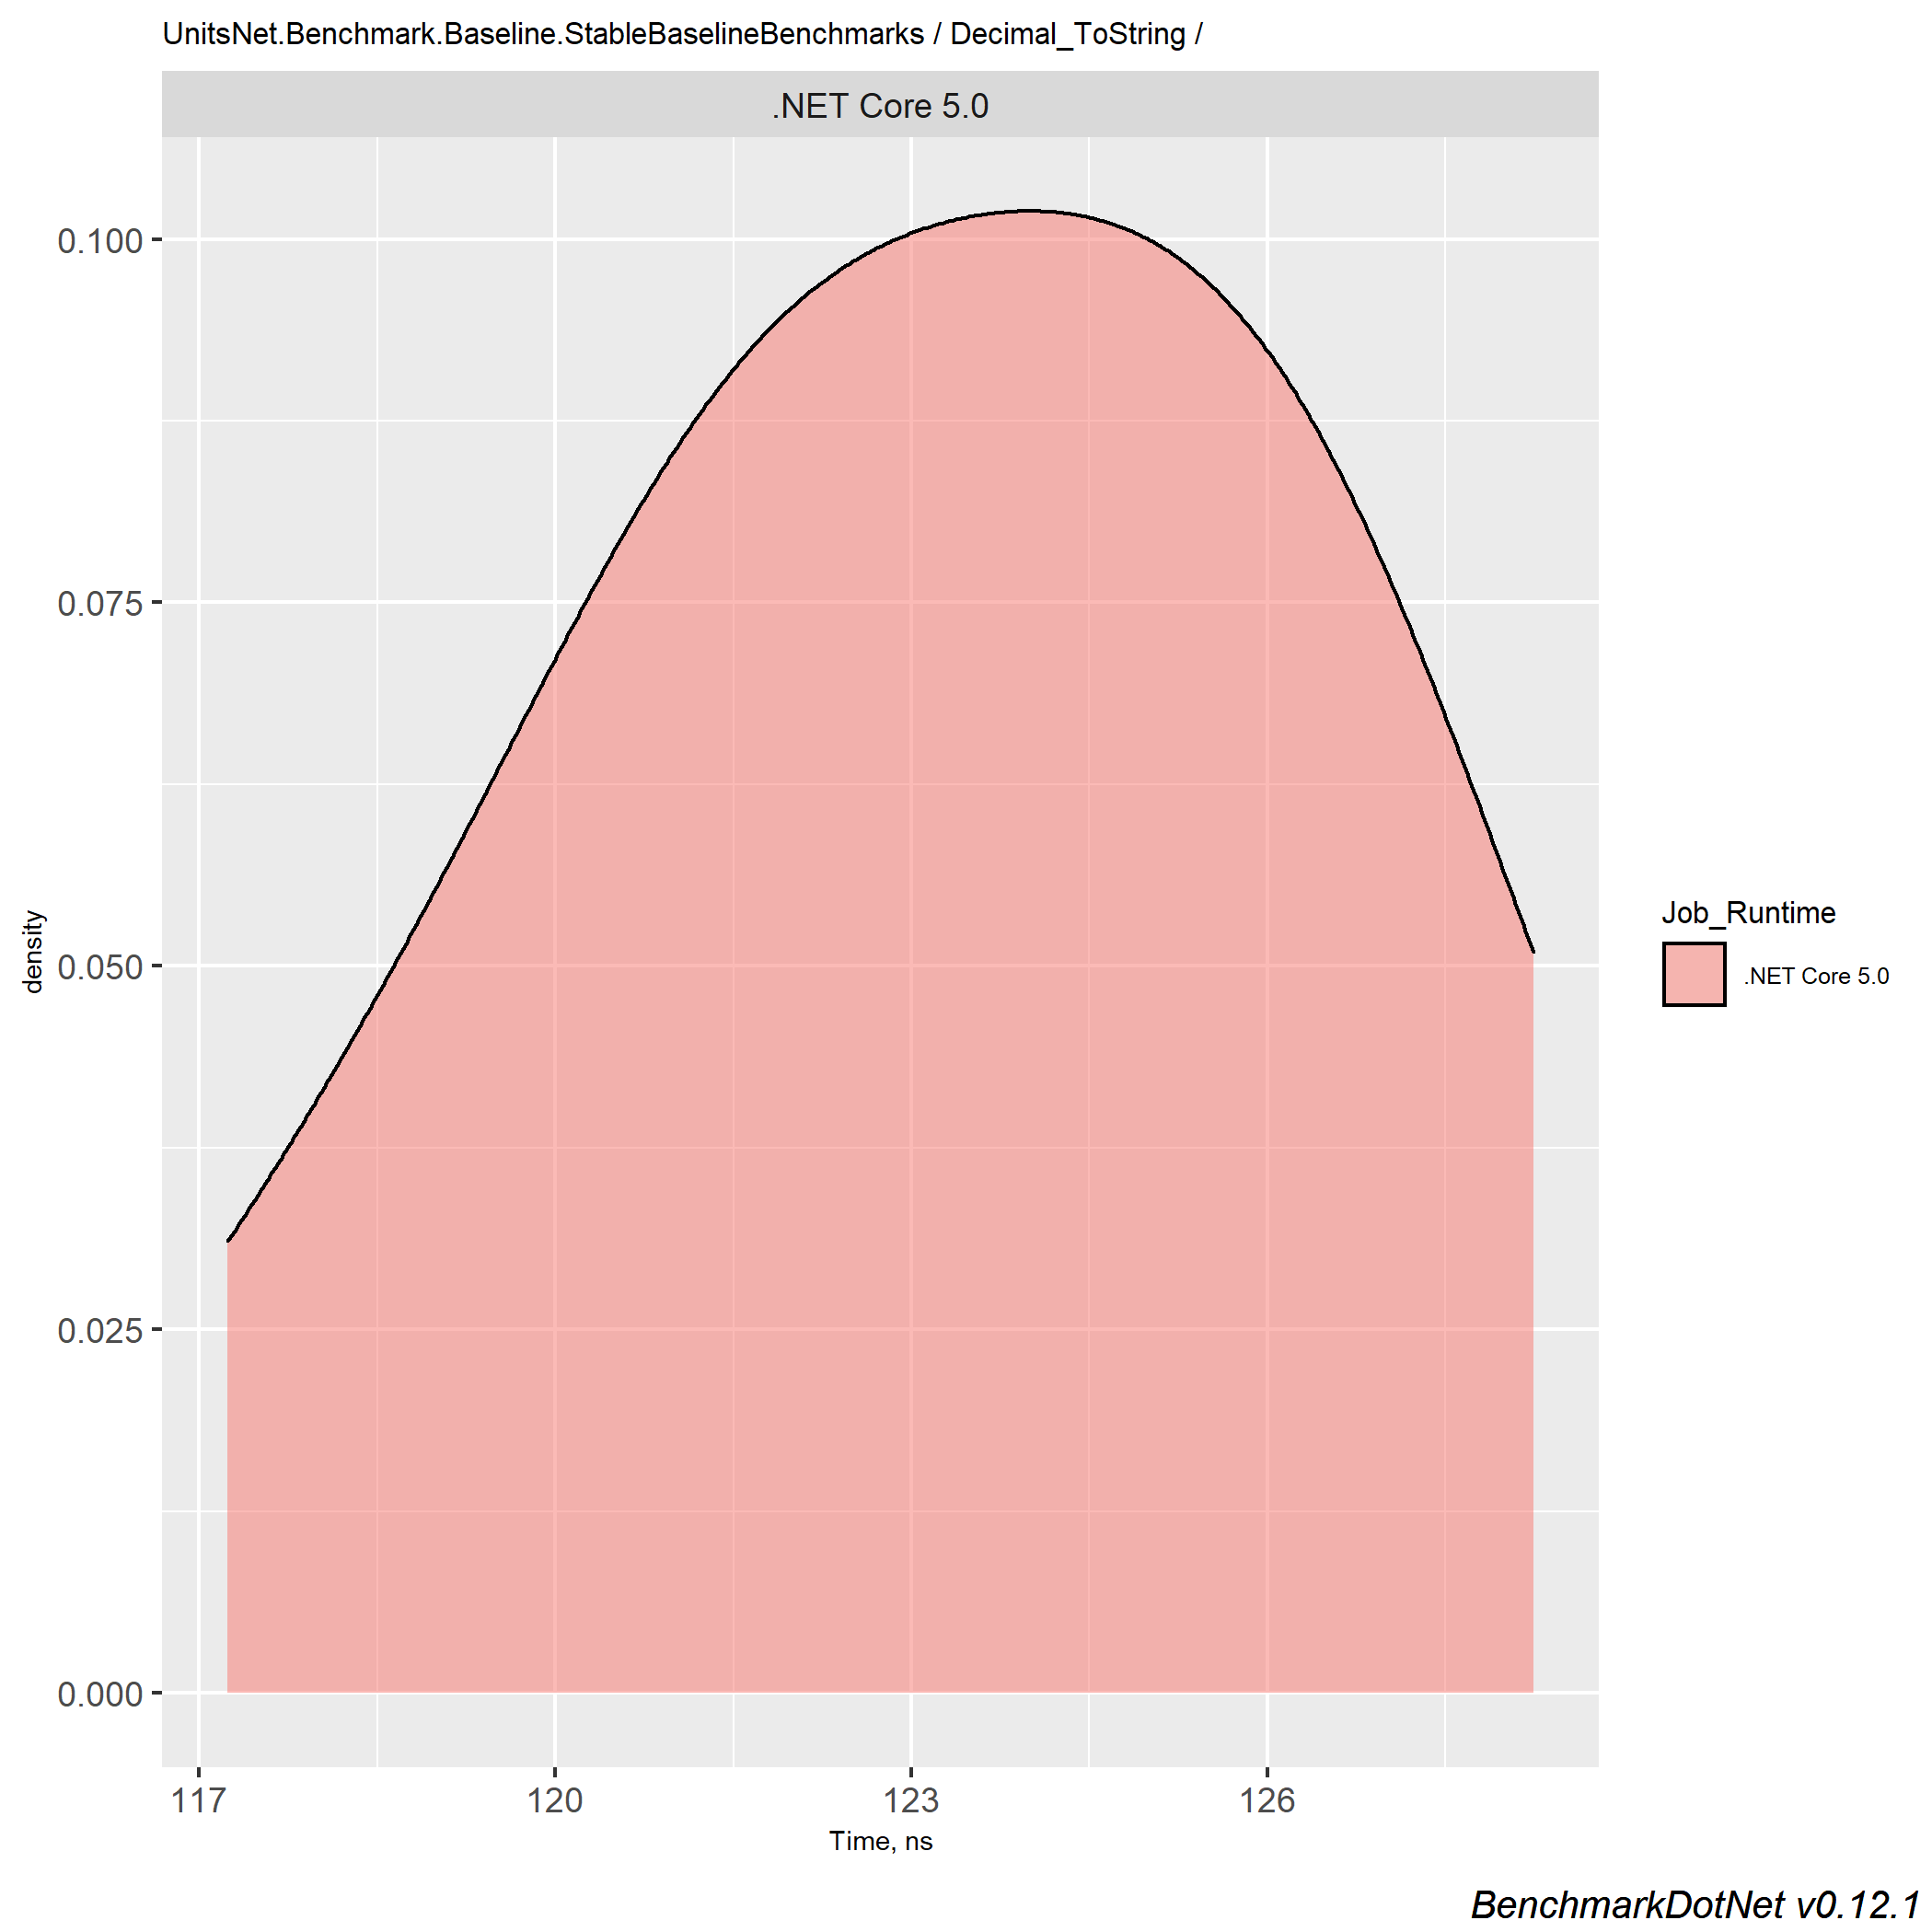 UnitsNet.Benchmark.Baseline.StableBaselineBenchmarks / Decimal_ToString /
.NET Core 5.0
0.100
0.075
0.050
0.025
0.000
density
117 120 123 126
Time, ns
Job_Runtime
.NET Core 5.0
BenchmarkDotNet v0.12.1